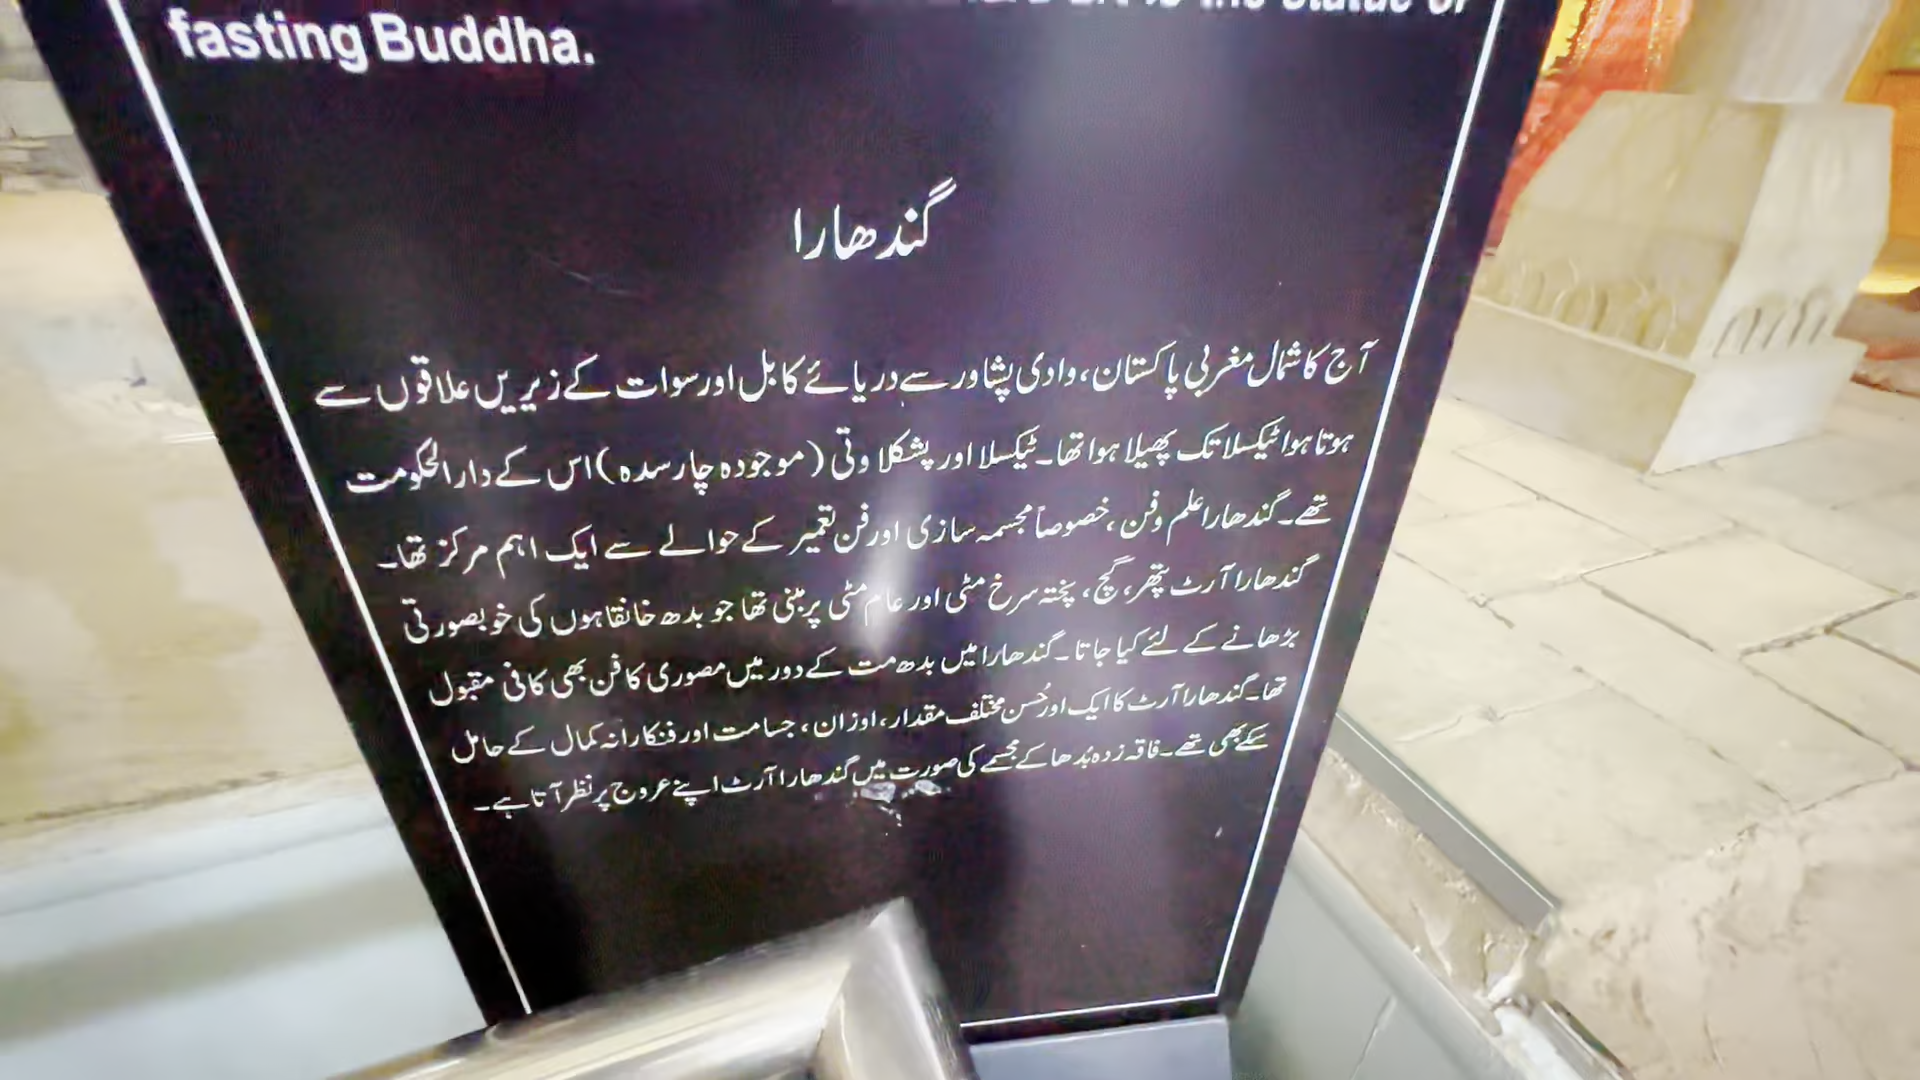 the statue of
fasting Buddha.
گندھارا
آج کا شمال مغربی پاکستان، وادی پشاور سے دریائے کابل اور سوات کے زیریں علاقوں سے
ہوتا ہوا ٹیکسلا تک پھیلا ہوا تھا۔ ٹیکسلا اور پشکلاوتی (موجودہ چارسدہ) اس کے دارالحکومت
تھے۔ گندھارا علم وفن، خصوصاً مجسمہ سازی اور فن تعمیر کے حوالے سے ایک اہم مرکز تھا۔
گندھارا آرٹ پتھر، گچ، پختہ سرخ مٹی اور عام مٹی پر مبنی تھا جو بدھ خانقاہوں کی خوبصورتی
بڑھانے کے لئے کیا جاتا۔ گندھارا میں بدھ مت کے دور میں مصوری کا فن بھی کافی مقبول
تھا۔ گندھارا آرٹ کا ایک اور حُسن مختلف مقدار، اوزان، جسامت اور فنکارانہ کمال کے حامل
سکے بھی تھے۔ فاقہ زدہ بُدھا کے مجسمے کی صورت میں گندھارا آرٹ اپنے عروج پر نظر آتا ہے۔